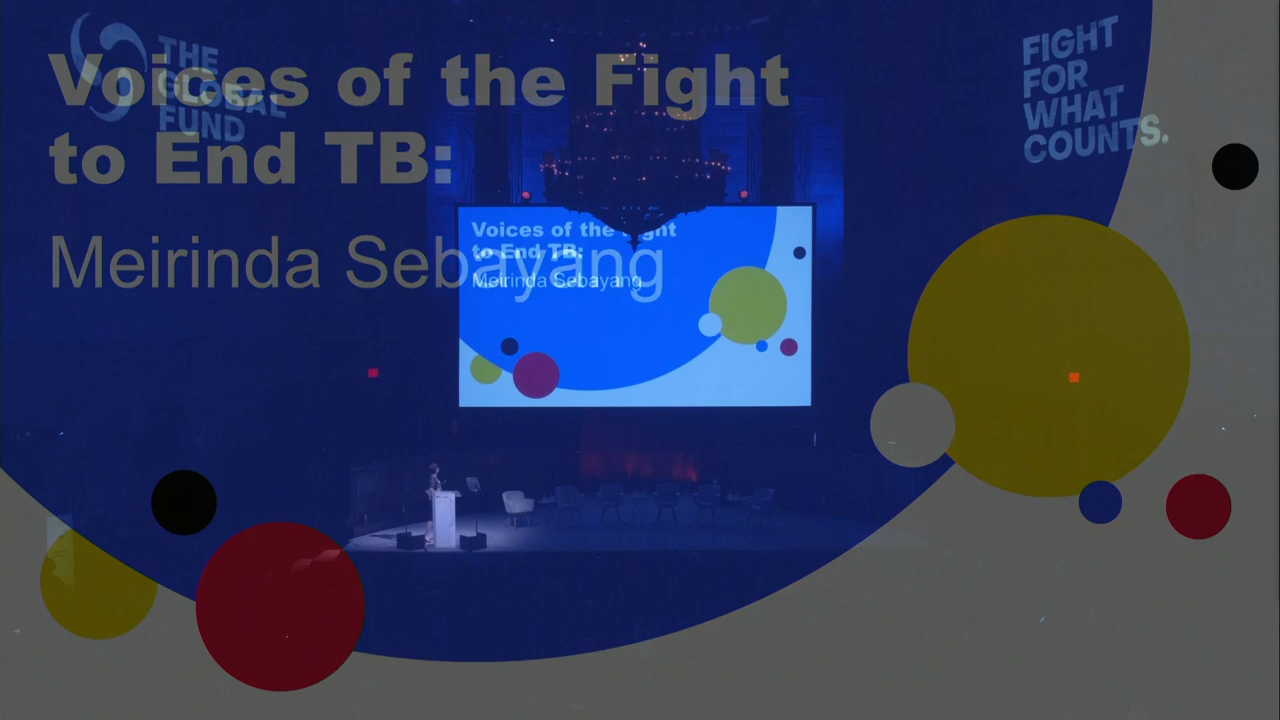 THE
GLOBAL
FUND
Voices of the Fight
to End TB:
Meirinda Sebayang
FIGHT
FOR
WHAT
COUNTS.
Voices of the Fight
to End TB:
Meirinda Sebayang